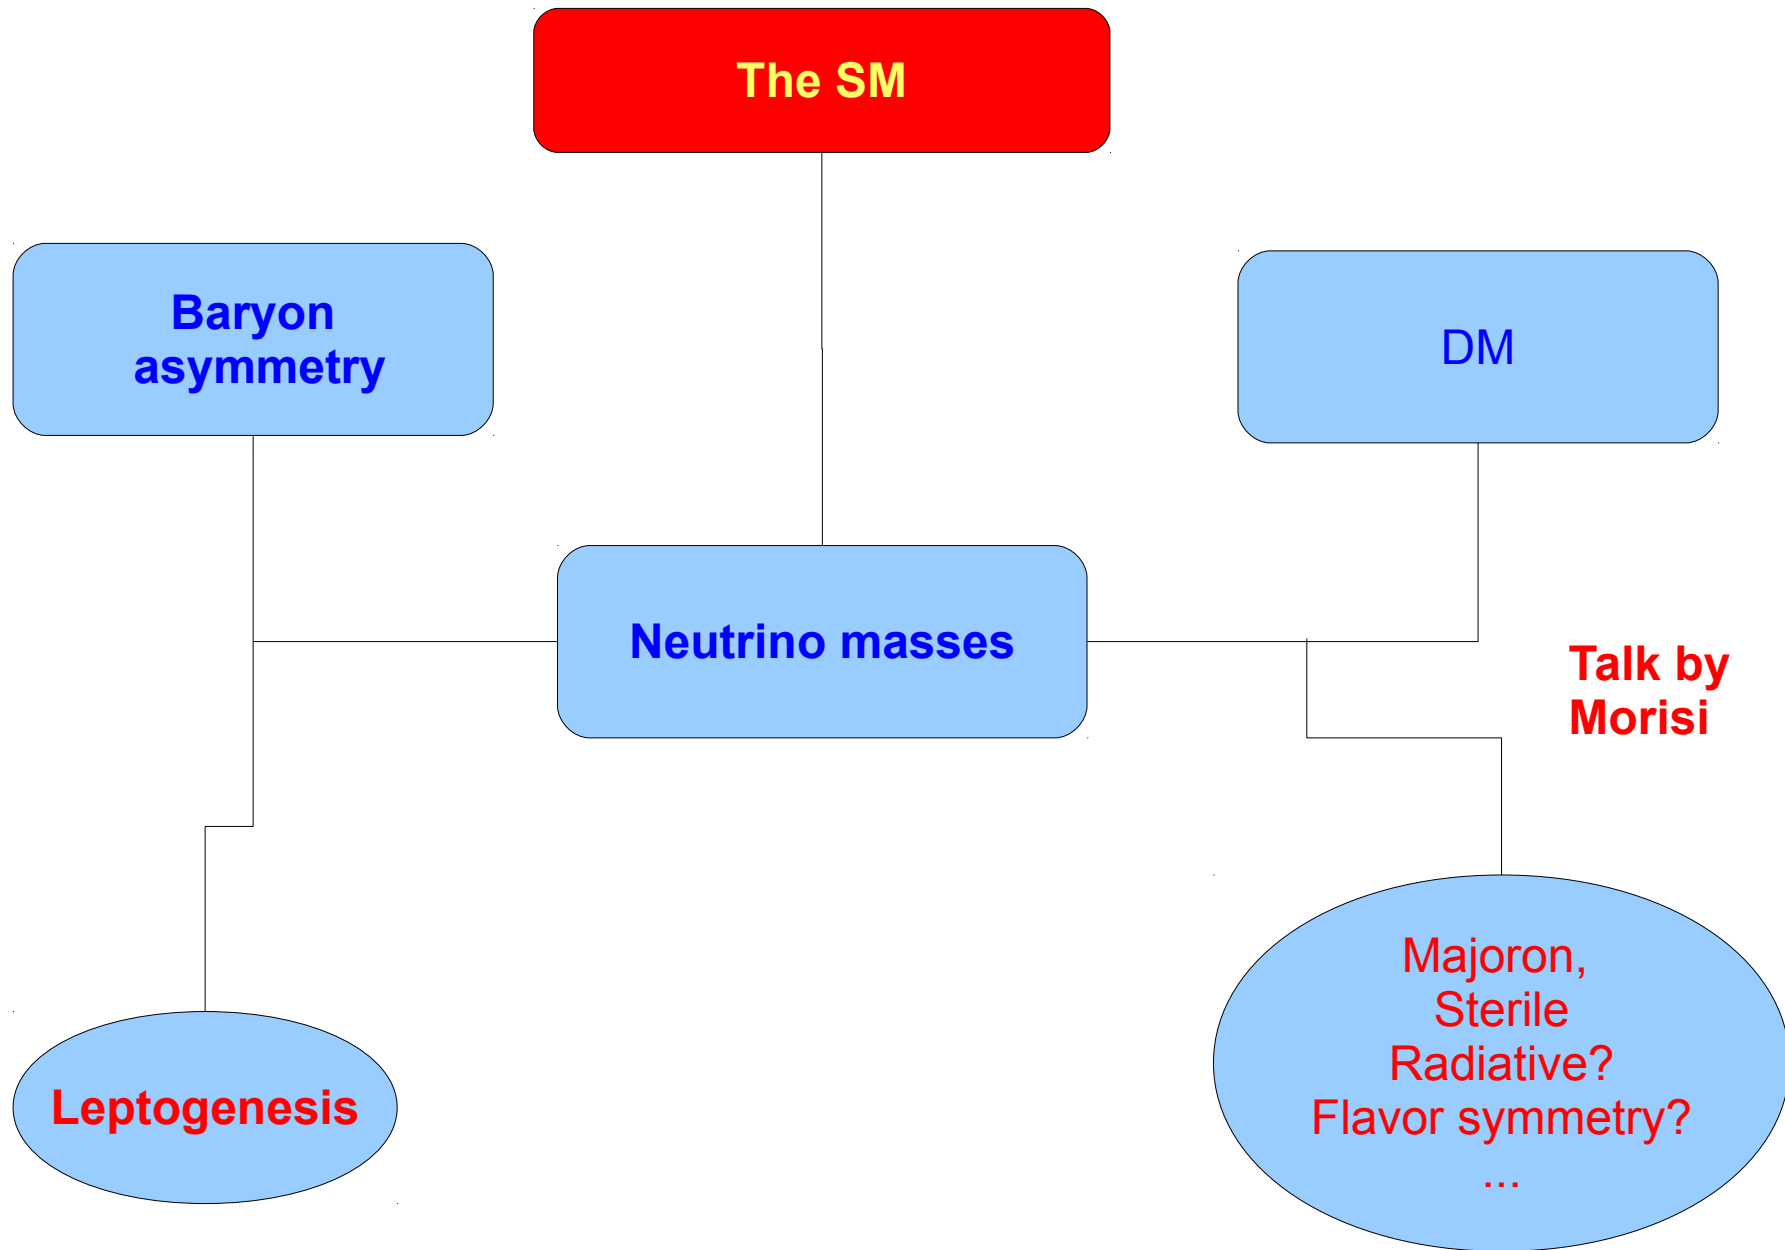 The SM
Baryon
asymmetry
DM
Neutrino masses
Talk by
Morisi
Leptogenesis
Majoron,
Sterile
Radiative?
Flavor symmetry?
...